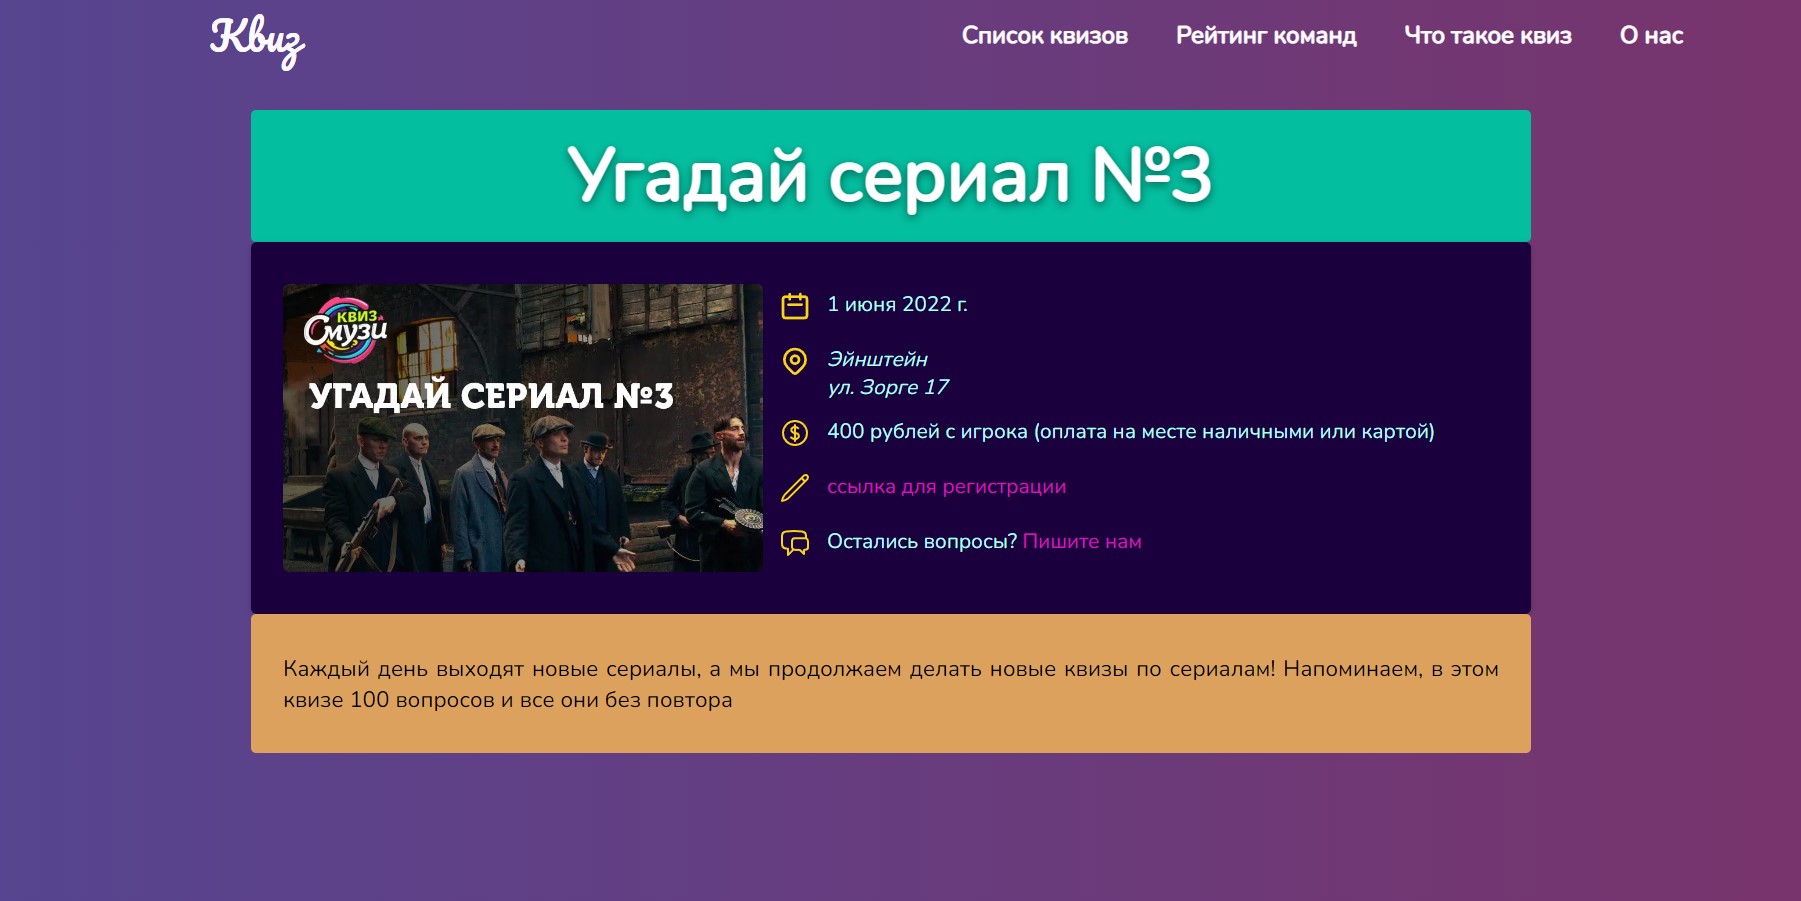 Квиз
Список квизов
Рейтинг команд
Что такое квиз
О нас
Угадай сериал №3
КВИЗ
Смузи
УГАДАЙ СЕРИАЛ №3
1 июня 2022 г.
Эйнштейн
ул. Зорге 17
400 рублей с игрока (оплата на месте наличными или картой)
ссылка для регистрации
Остались вопросы? Пишите нам
Каждый день выходят новые сериалы, а мы продолжаем делать новые квизы по сериалам! Напоминаем, в этом
квизе 100 вопросов и все они без повтора